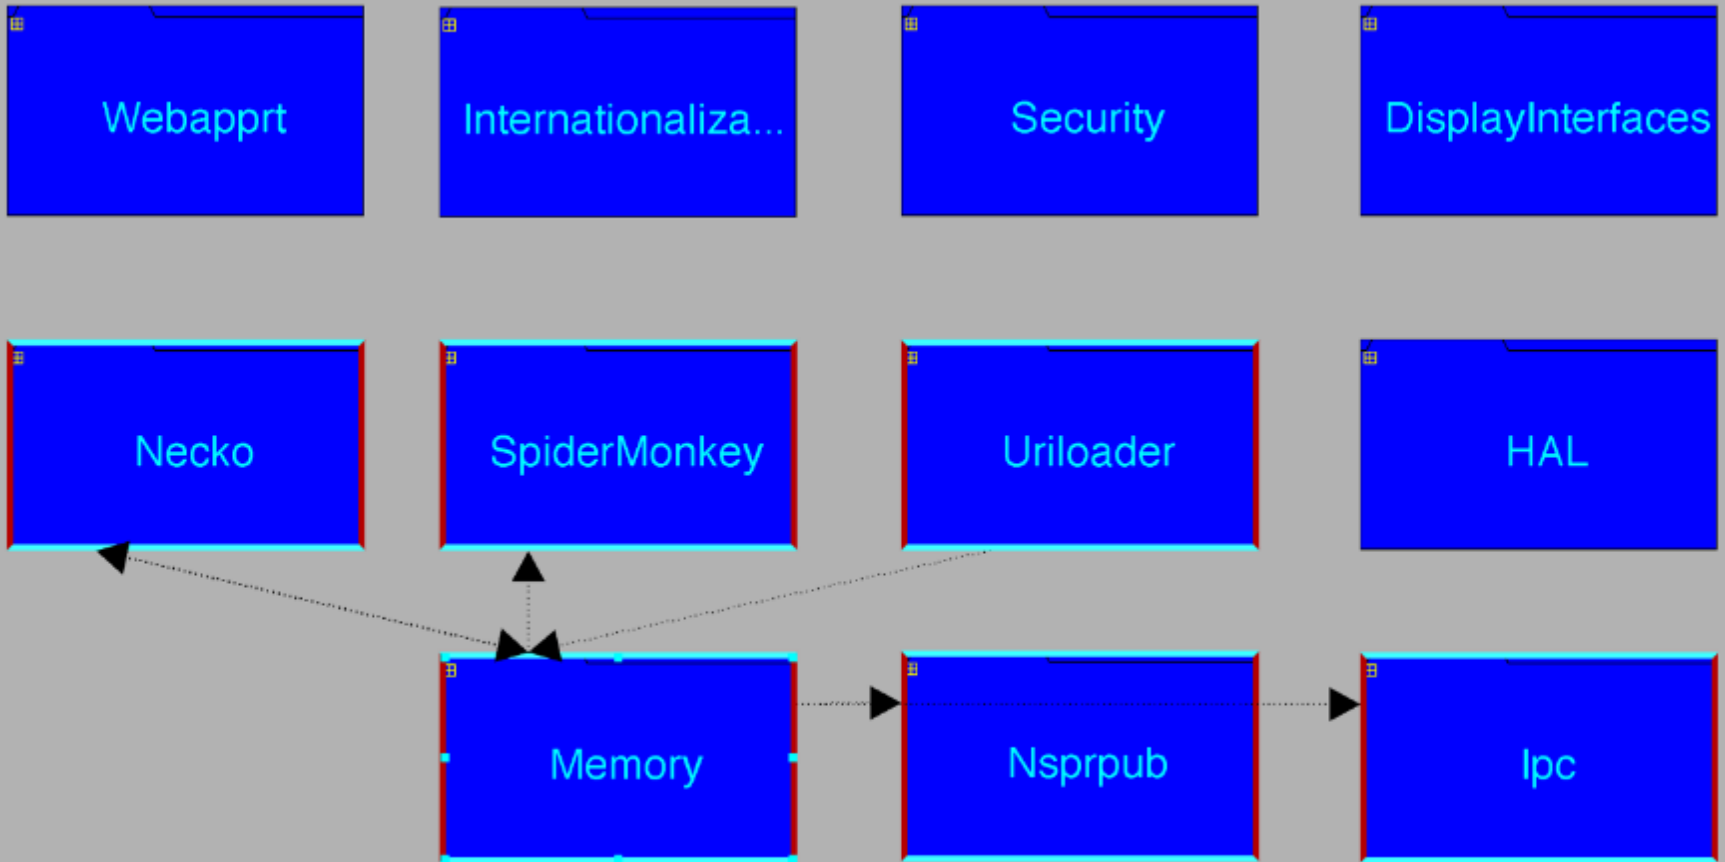 Webapprt
Internationaliza...
Security
DisplayInterfaces
Necko
SpiderMonkey
Uriloader
HAL
Memory
Nsprpub
Ipc